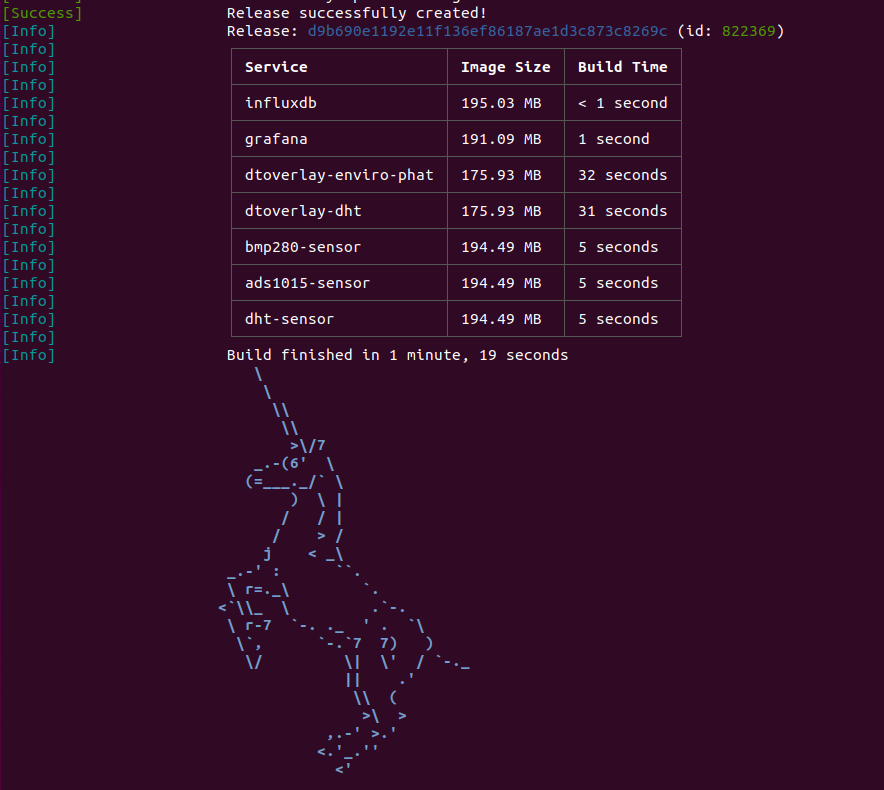 [Success] Release successfully created!
[Info] Release: d9b690e1192e11f136ef86187ae1d3c873c8269c (id: 822369)
[Info]
[Info] Service Image Size Build Time
[Info]
[Info] influxdb 195.03 MB < 1 second
[Info]
[Info] grafana 191.09 MB 1 second
[Info]
[Info] dtoverlay-enviro-phat 175.93 MB 32 seconds
[Info]
[Info] dtoverlay-dht 175.93 MB 31 seconds
[Info]
[Info] bmp280-sensor 194.49 MB 5 seconds
[Info]
[Info] ads1015-sensor 194.49 MB 5 seconds
[Info]
[Info] dht-sensor 194.49 MB 5 seconds
[Info]
[Info] Build finished in 1 minute, 19 seconds